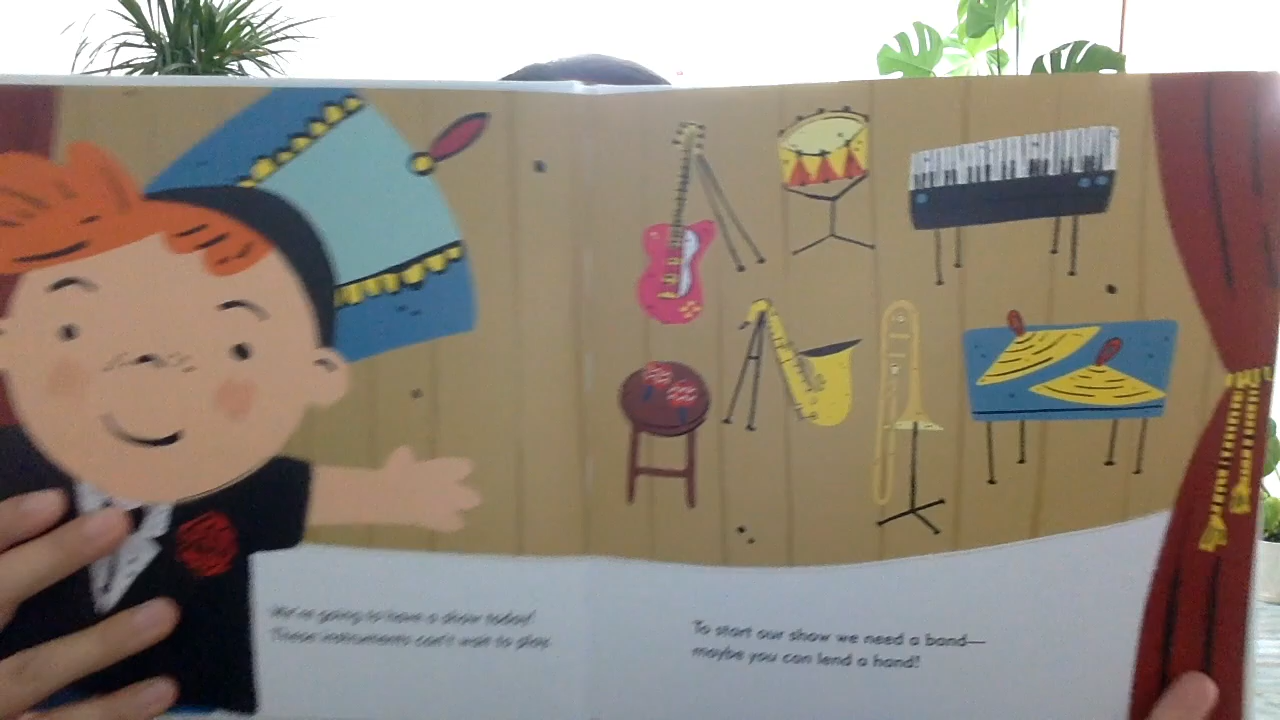 We're going to have a show today!
These instruments can't wait to play.
To start our show we need a band—
maybe you can lend a hand!